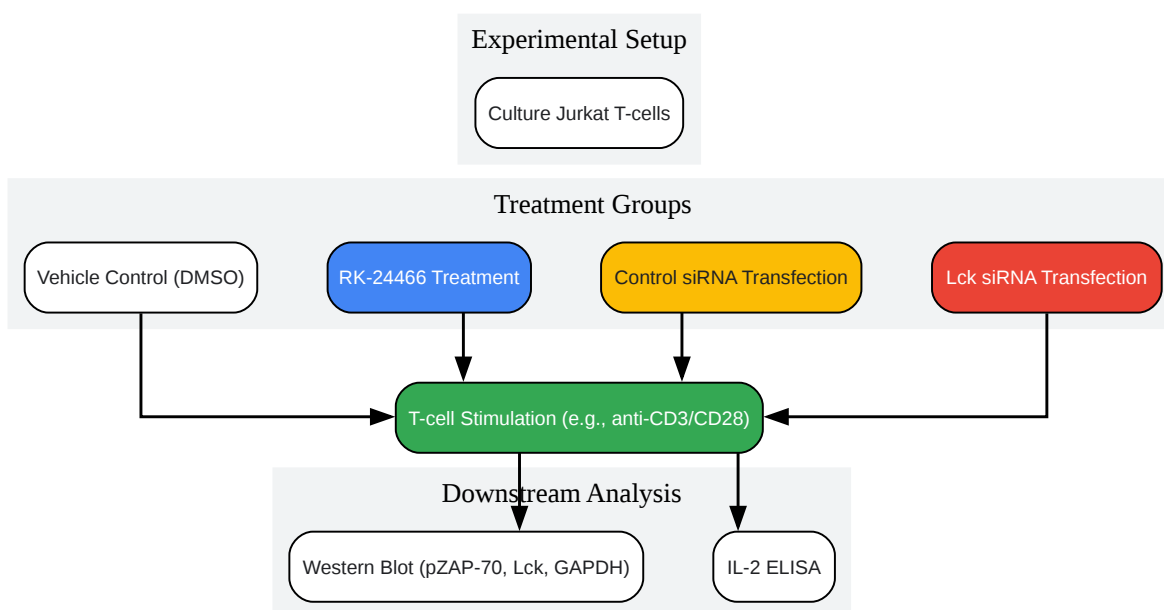 Experimental Setup
Culture Jurkat T-cells
Treatment Groups
Vehicle Control (DMSO)
RK-24466 Treatment
Control siRNA Transfection
Lck siRNA Transfection
T-cell Stimulation (e.g., anti-CD3/CD28)
Downstream Analysis
Western Blot (pZAP-70, Lck, GAPDH)
IL-2 ELISA